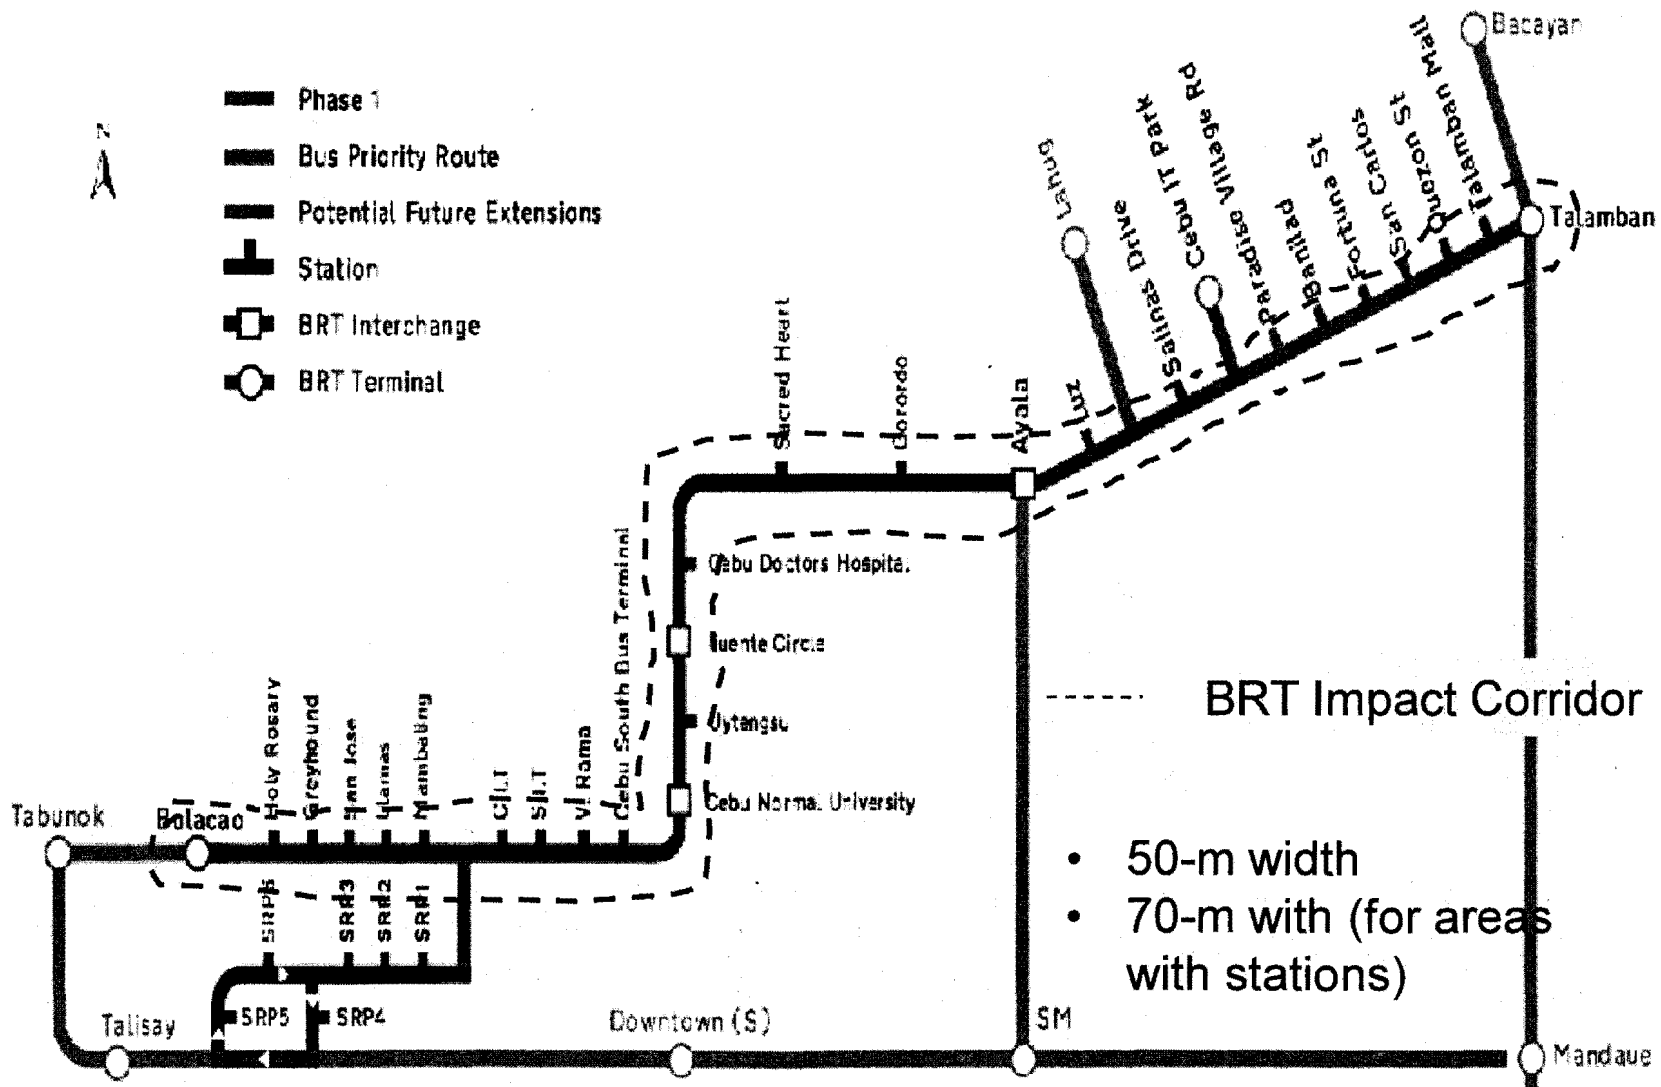 Bacayan
N
Phase 1
Bus Priority Route
Potential Future Extensions
Station
BRT Interchange
BRT Terminal
Lahug
Salinas Drive
Cebu IT Park
Paradise Village Rd
Banilad
Fortuna St
San Carlos
Quezon St
Talamban Mall
Talamban
Sacred Heart
Gorordo
Ayala
Luz
Cebu Doctors Hospital
Fuente Circle
Uytengsu
Cebu Normal University
BRT Impact Corridor
Holy Rosary
Greyhound
San Jose
Llamas
Mambaling
CIT
V. Rama
Cebu South Bus Terminal
Tabunok
Bulacao
SRP3
SRP2
SRP1
SRP5
SRP4
• 50-m width
• 70-m with (for areas
with stations)
Talisay
Downtown (S)
SM
Mandaue